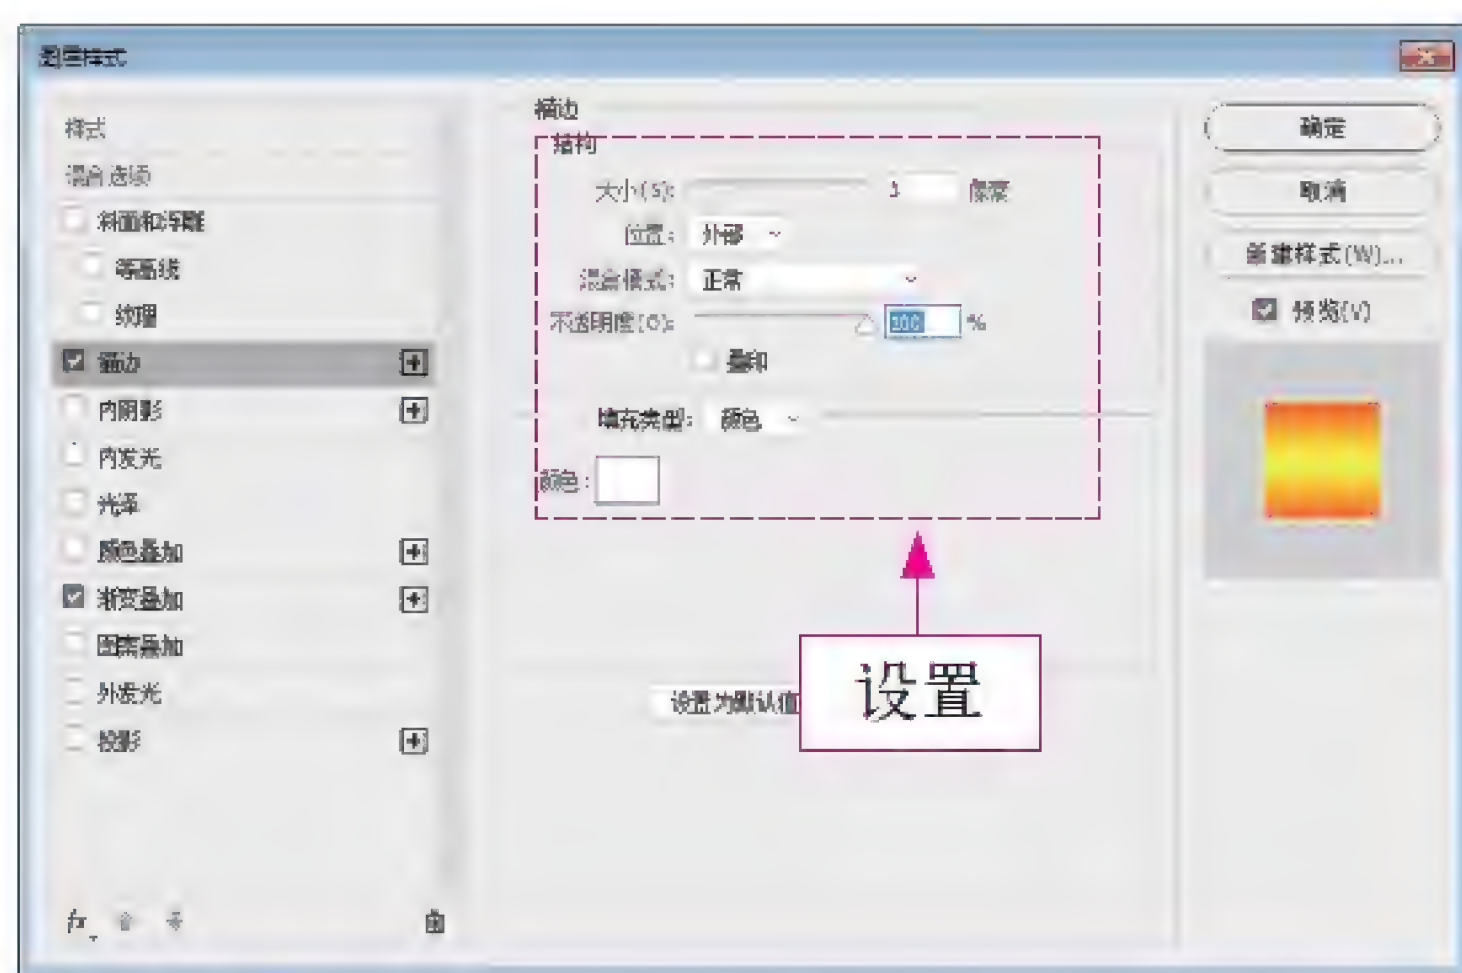 图层样式
样式
混合选项
斜面和浮雕
等高线
纹理
描边
内阴影
内发光
光泽
颜色叠加
渐变叠加
图案叠加
外发光
投影
fx
描边
结构
大小(S):
像素
位置: 外部
混合模式: 正常
不透明度(O): 100 %
叠印
填充类型: 颜色
颜色:
设置为默认值
设置
确定
取消
新建样式(W)...
预览(V)